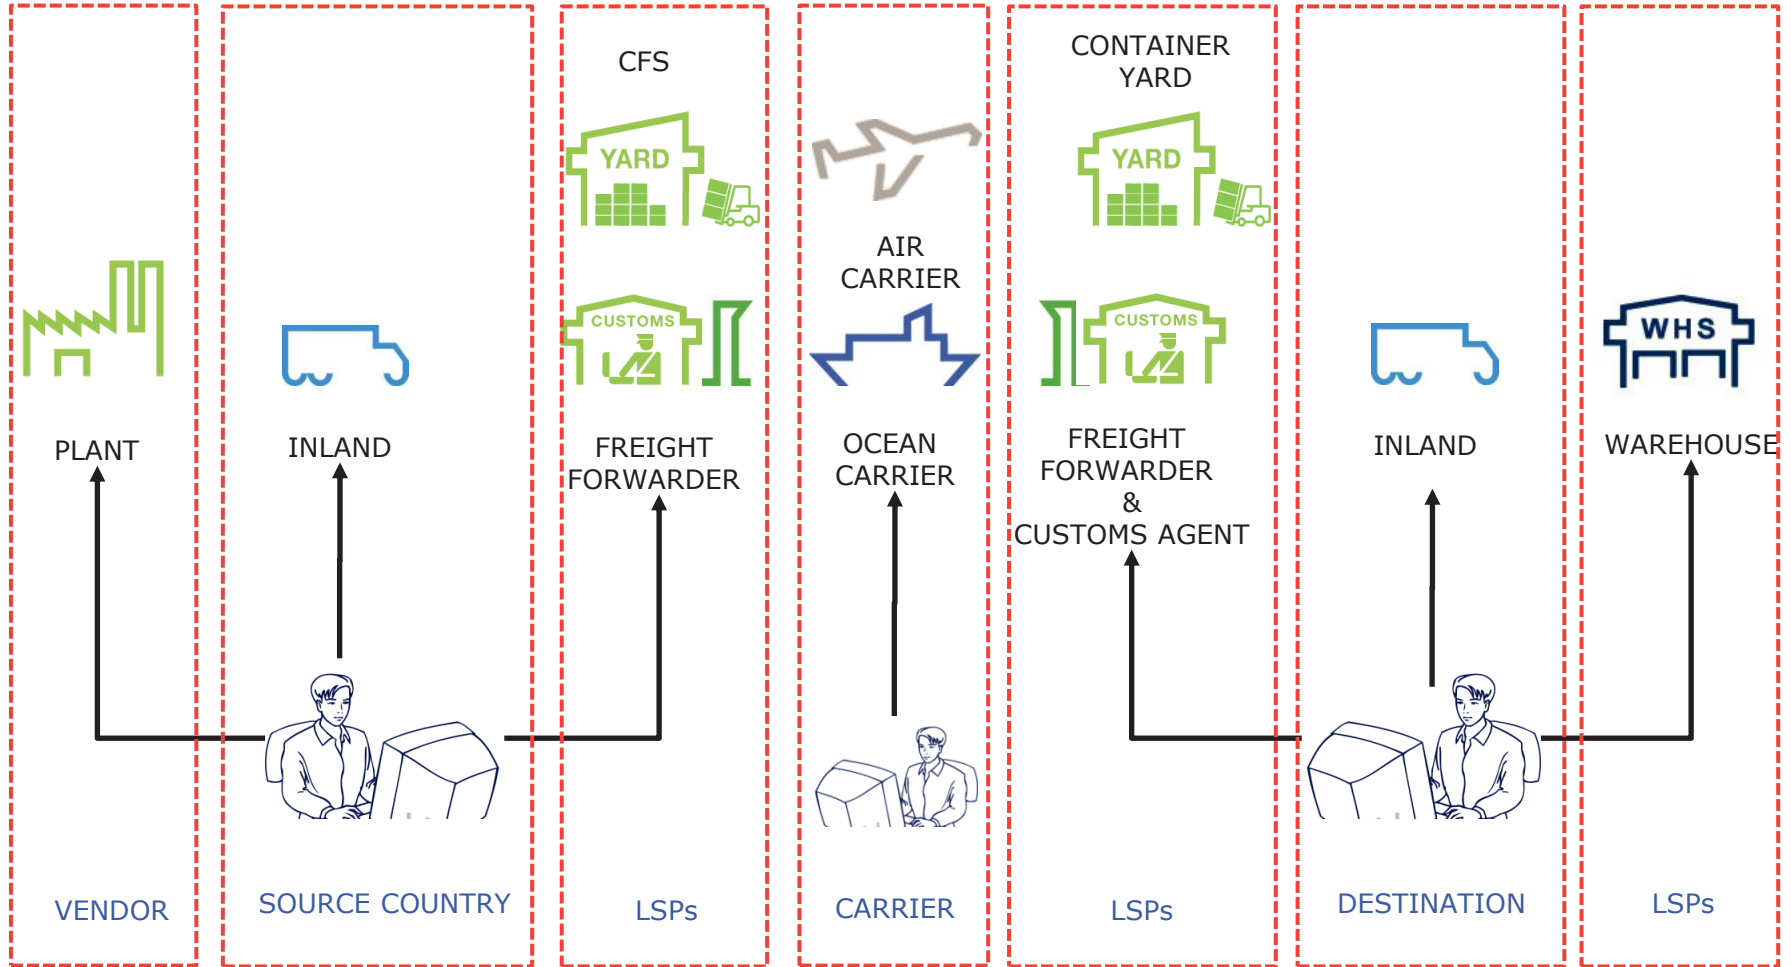 CFS
CONTAINER
YARD
YARD
YARD
AIR
CARRIER
CUSTOMS
CUSTOMS
WHS
PLANT
INLAND
FREIGHT
FORWARDER
OCEAN
CARRIER
FREIGHT
FORWARDER
&
CUSTOMS AGENT
INLAND
WAREHOUSE
VENDOR
SOURCE COUNTRY
LSPs
CARRIER
LSPs
DESTINATION
LSPs